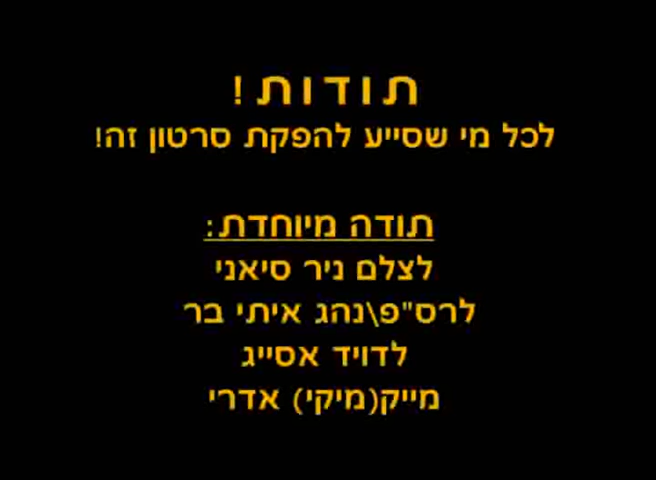 תודות!
לכל מי שסייע להפקת סרטון זה!
תודה מיוחדת:
לצלם ניר סיאני
לרס"פ\נהג איתי בר
לדויד אסייג
מייק(מיקי) אדרי